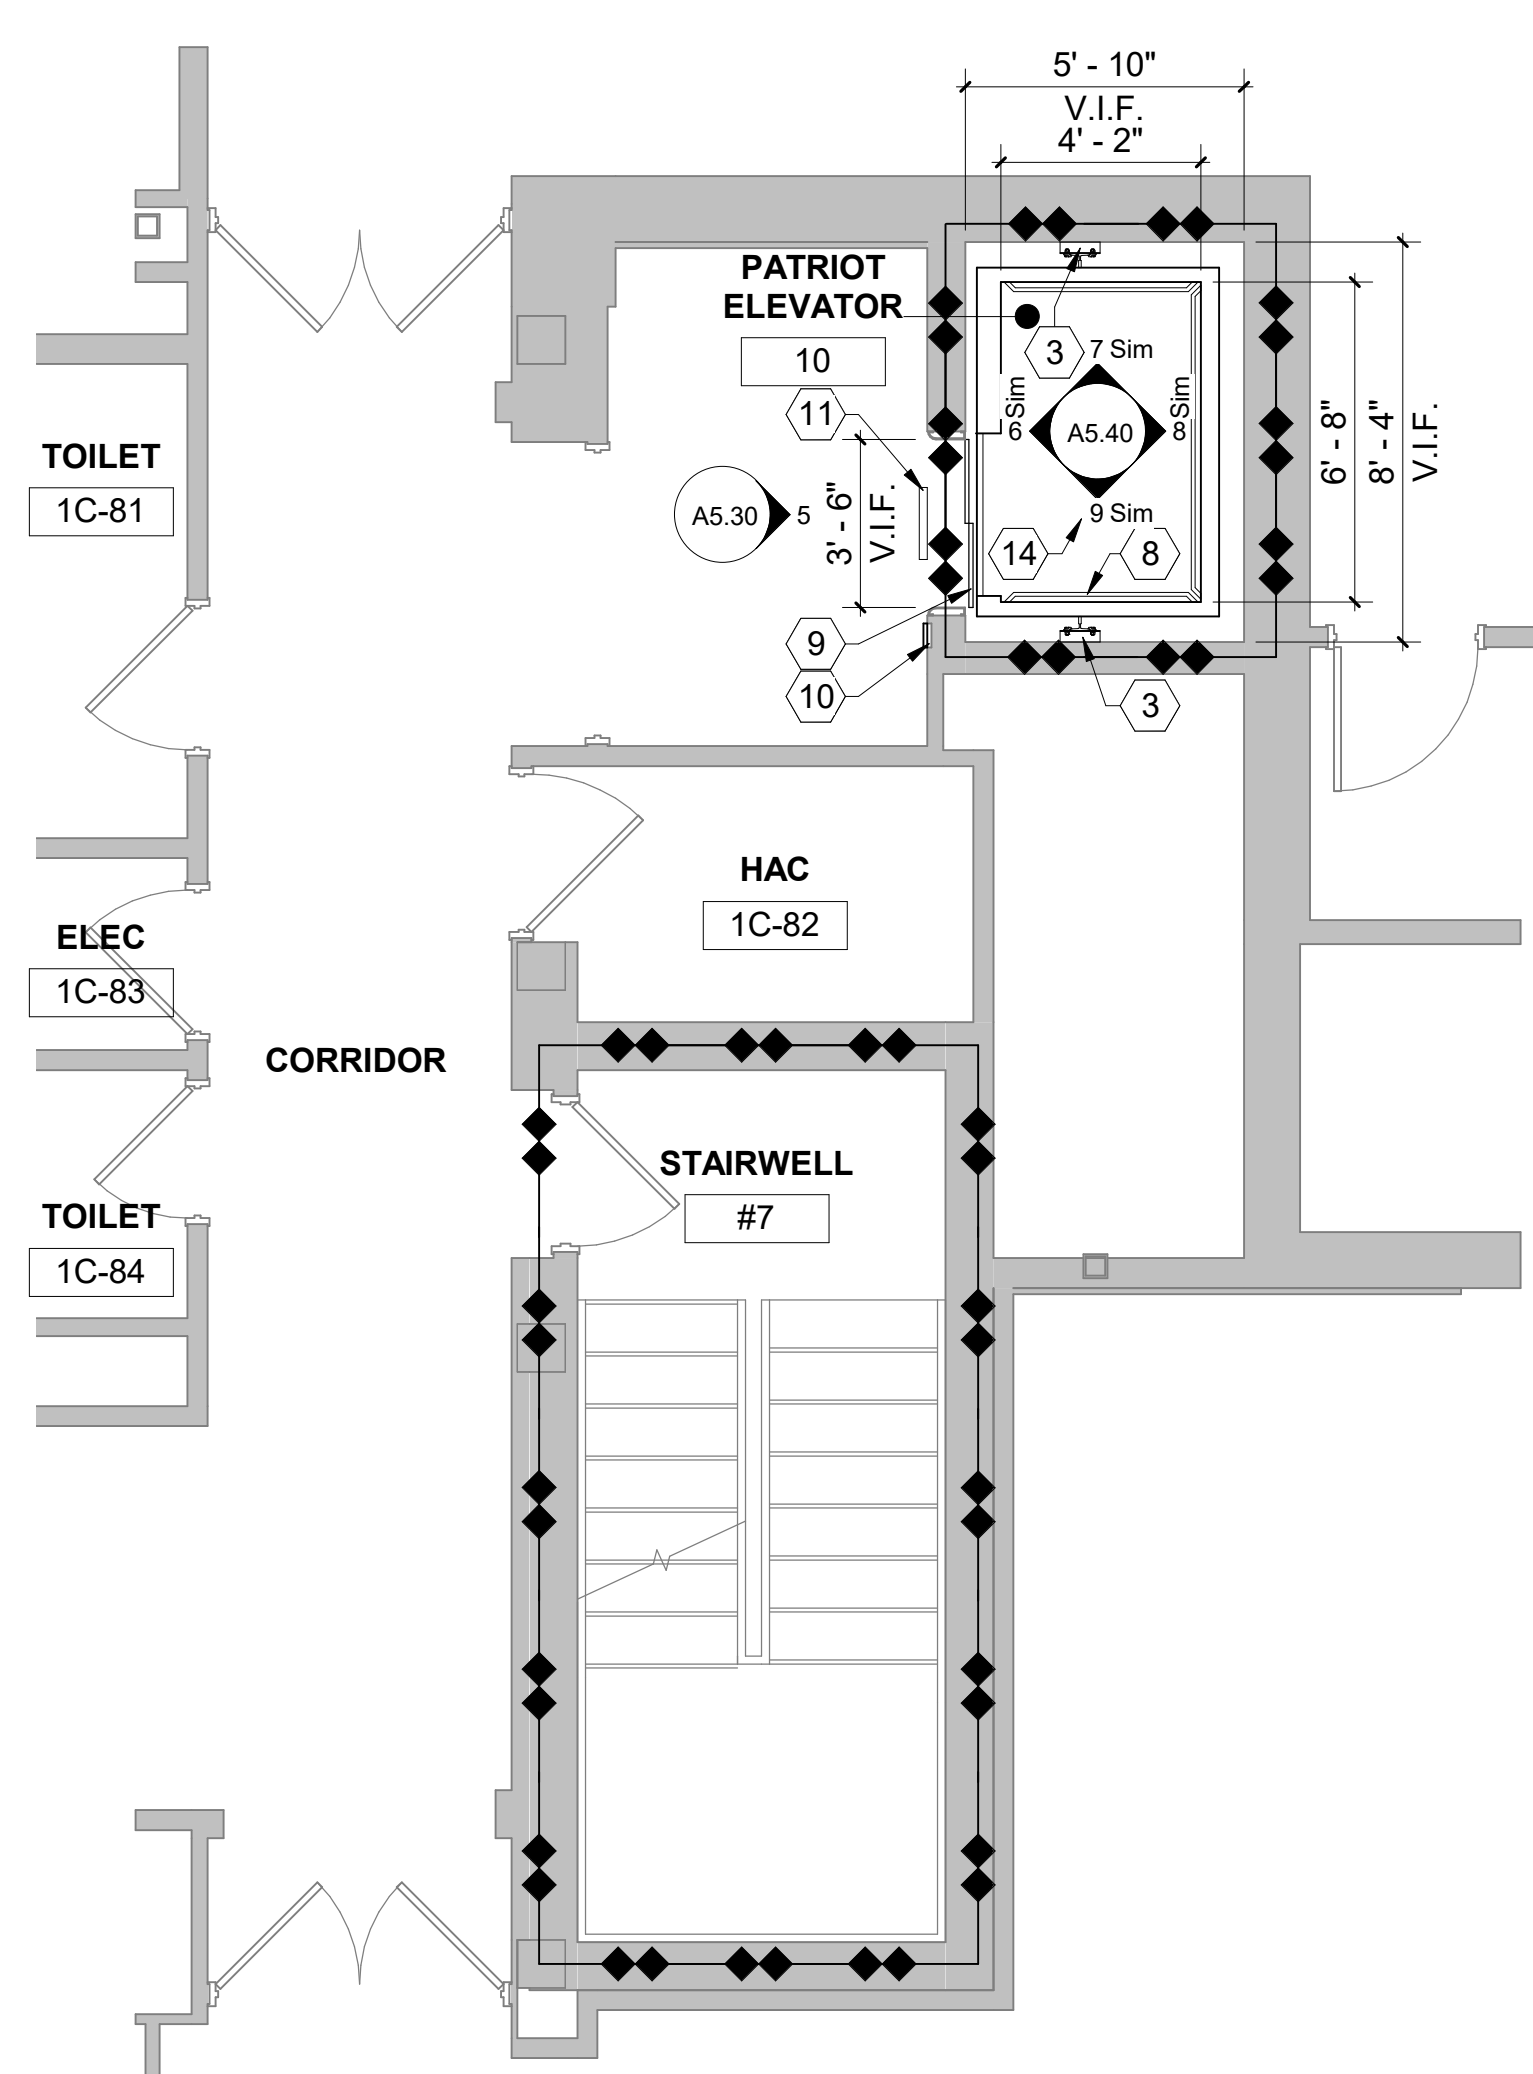 5' - 10"
V.I.F.
4' - 2"
PATRIOT
ELEVATOR
10
3
7 Sim
Sim
6
A5.40
8
Sim
9 Sim
6' - 8"
8' - 4"
V.I.F.
11
A5.30
5
3' - 6"
V.I.F.
14
8
9
10
3
TOILET
1C-81
HAC
1C-82
ELEC
1C-83
CORRIDOR
STAIRWELL
#7
TOILET
1C-84